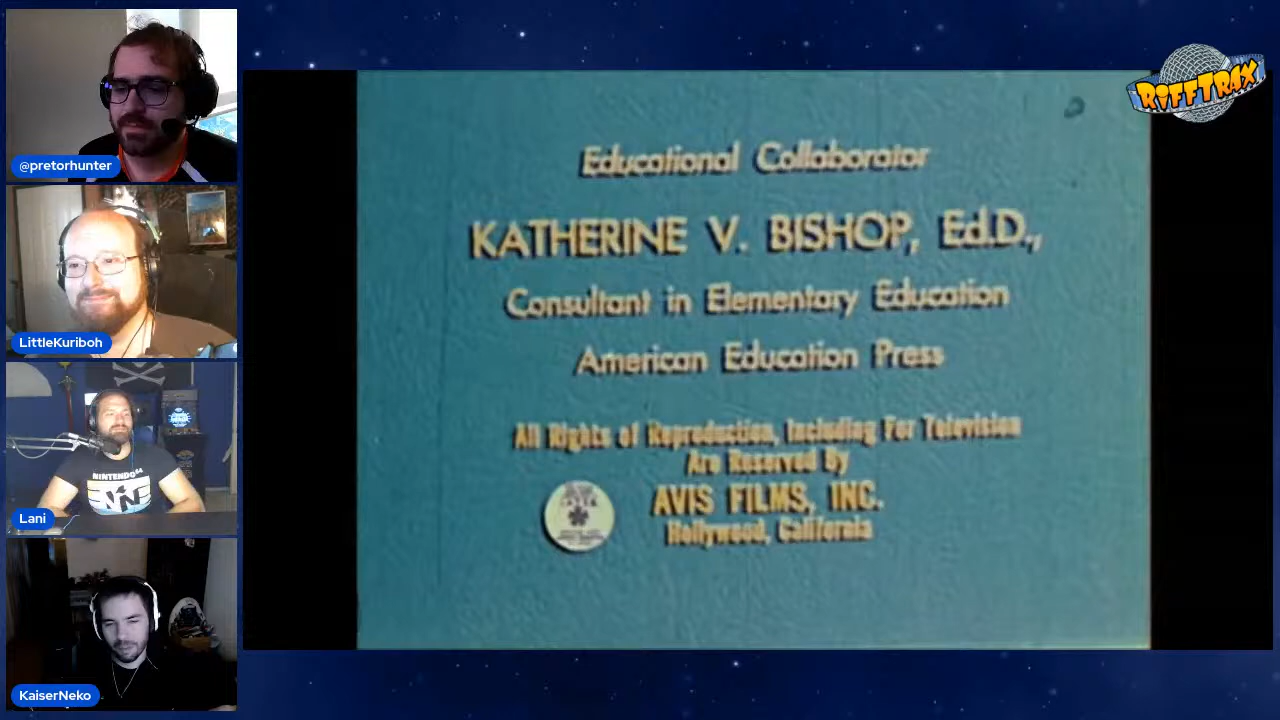 @pretorhunter
LittleKuriboh
NINTENDO64
Lani
KaiserNeko
Educational Collaborator
KATHERINE V. BISHOP, Ed.D.,
Consultant in Elementary Education
American Education Press
All Rights of Reproduction, Including For Television
Are Reserved By
AVIS FILMS, INC.
Hollywood, California
RIFFTRAX